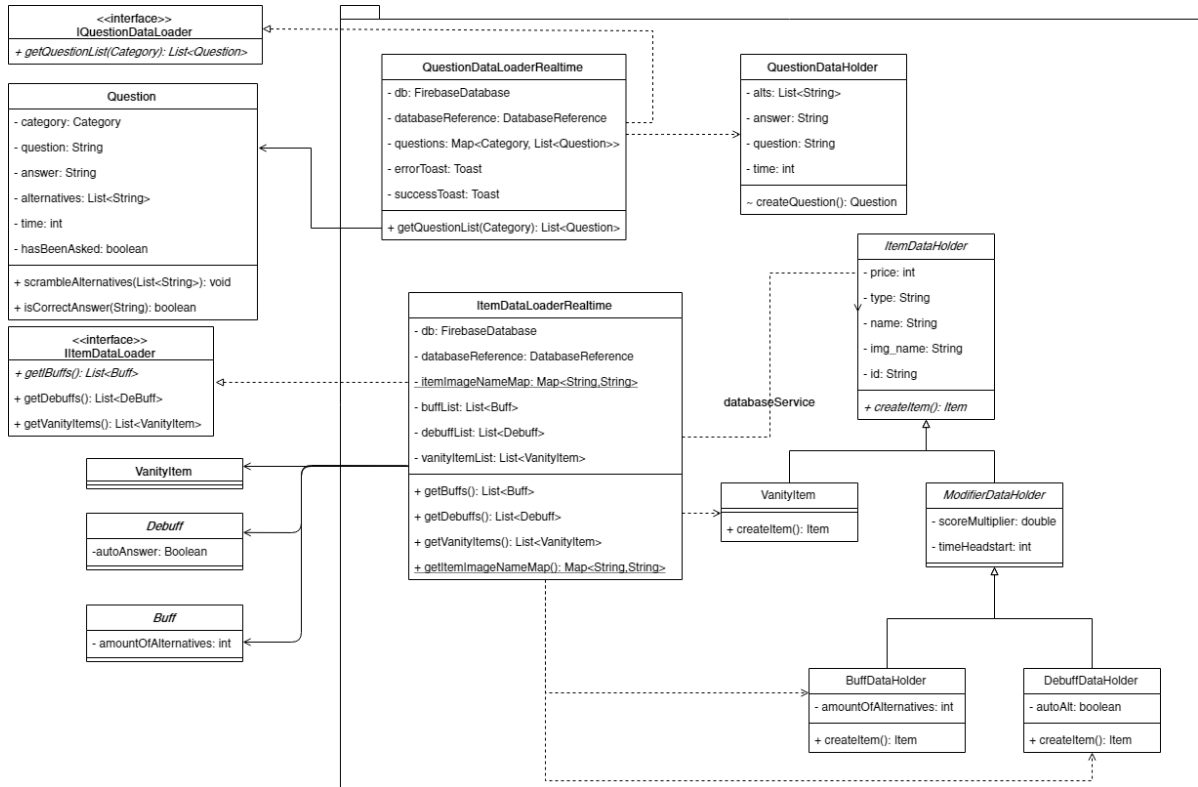 <<interface>>
IQuestionDataLoader
+ getQuestionList(Category): List<Question>
Question
- category: Category
- question: String
- answer: String
- alternatives: List<String>
- time: int
- hasBeenAsked: boolean
+ scrambleAlternatives(List<String>): void
+ isCorrectAnswer(String): boolean
<<interface>>
IItemDataLoader
+ getIBuffs(): List<Buff>
+ getDebuffs(): List<DeBuff>
+ getVanityItems(): List<VanityItem>
VanityItem
Debuff
-autoAnswer: Boolean
Buff
- amountOfAlternatives: int
QuestionDataLoaderRealtime
- db: FirebaseDatabase
- databaseReference: DatabaseReference
- questions: Map<Category, List<Question>>
- errorToast: Toast
- successToast: Toast
+ getQuestionList(Category): List<Question>
QuestionDataHolder
- alts: List<String>
- answer: String
- question: String
- time: int
~ createQuestion(): Question
ItemDataLoaderRealtime
- db: FirebaseDatabase
- databaseReference: DatabaseReference
- itemImageNameMap: Map<String,String>
- buffList: List<Buff>
- debuffList: List<Debuff>
- vanityItemList: List<VanityItem>
+ getBuffs(): List<Buff>
+ getDebuffs(): List<Debuff>
+ getVanityItems(): List<VanityItem>
+ getItemImageNameMap(): Map<String,String>
databaseService
ItemDataHolder
- price: int
- type: String
- name: String
- img_name: String
- id: String
+ createItem(): Item
VanityItem
+ createItem(): Item
ModifierDataHolder
- scoreMultiplier: double
- timeHeadstart: int
BuffDataHolder
- amountOfAlternatives: int
+ createItem(): Item
DebuffDataHolder
- autoAlt: boolean
+ createItem(): Item